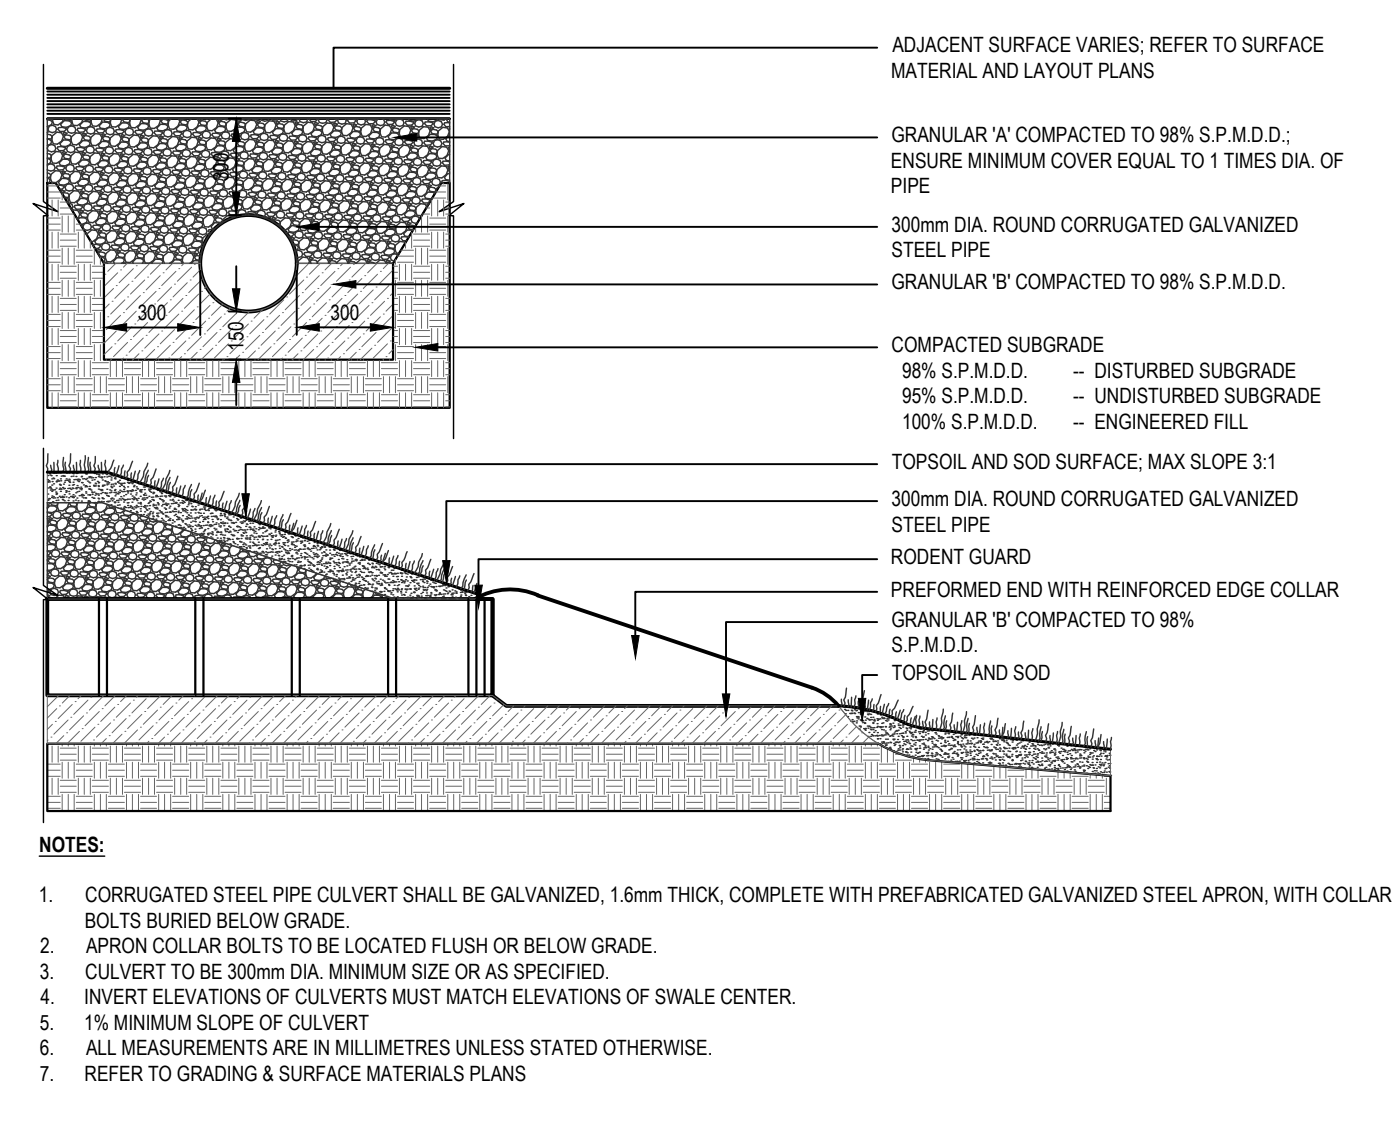 ADJACENT SURFACE VARIES; REFER TO SURFACE
MATERIAL AND LAYOUT PLANS
GRANULAR 'A' COMPACTED TO 98% S.P.M.D.D.;
ENSURE MINIMUM COVER EQUAL TO 1 TIMES DIA. OF
PIPE
300
300mm DIA. ROUND CORRUGATED GALVANIZED
STEEL PIPE
GRANULAR 'B' COMPACTED TO 98% S.P.M.D.D.
300
300
150
COMPACTED SUBGRADE
98% S.P.M.D.D. -- DISTURBED SUBGRADE
95% S.P.M.D.D. -- UNDISTURBED SUBGRADE
100% S.P.M.D.D. -- ENGINEERED FILL
TOPSOIL AND SOD SURFACE; MAX SLOPE 3:1
300mm DIA. ROUND CORRUGATED GALVANIZED
STEEL PIPE
RODENT GUARD
PREFORMED END WITH REINFORCED EDGE COLLAR
GRANULAR 'B' COMPACTED TO 98%
S.P.M.D.D.
TOPSOIL AND SOD
NOTES:
1. CORRUGATED STEEL PIPE CULVERT SHALL BE GALVANIZED, 1.6mm THICK, COMPLETE WITH PREFABRICATED GALVANIZED STEEL APRON, WITH COLLAR
BOLTS BURIED BELOW GRADE.
2. APRON COLLAR BOLTS TO BE LOCATED FLUSH OR BELOW GRADE.
3. CULVERT TO BE 300mm DIA. MINIMUM SIZE OR AS SPECIFIED.
4. INVERT ELEVATIONS OF CULVERTS MUST MATCH ELEVATIONS OF SWALE CENTER.
5. 1% MINIMUM SLOPE OF CULVERT
6. ALL MEASUREMENTS ARE IN MILLIMETRES UNLESS STATED OTHERWISE.
7. REFER TO GRADING & SURFACE MATERIALS PLANS